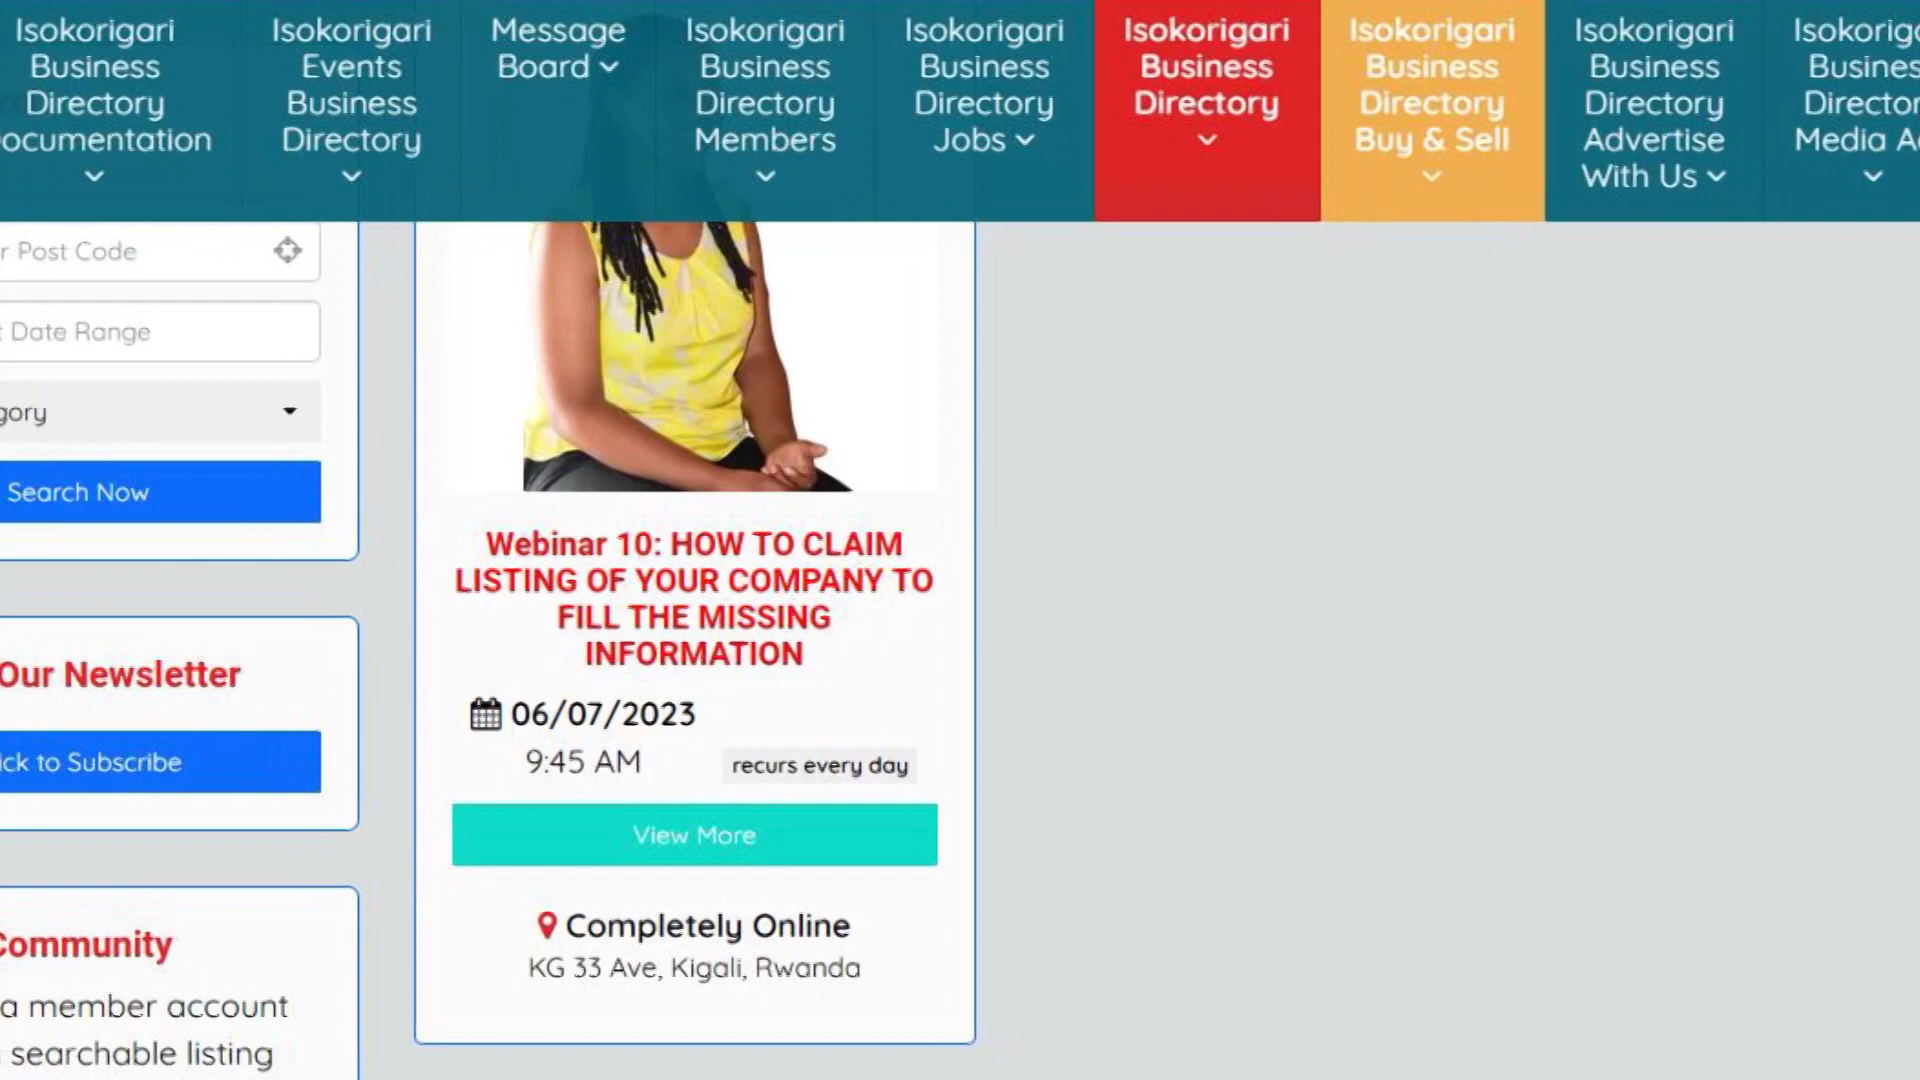 Isokorigari
Business
Directory
ocumentation
Isokorigari
Events
Business
Directory
Message
Board
Isokorigari
Business
Directory
Members
Isokorigari
Business
Directory
Jobs
Isokorigari
Business
Directory
Isokorigari
Business
Directory
Buy & Sell
Isokorigari
Business
Directory
Advertise
With Us
Isokoriga
Busines
Director
Media A
r Post Code
t Date Range
gory
Search Now
Our Newsletter
ick to Subscribe
Community
a member account
searchable listing
Webinar 10: HOW TO CLAIM
LISTING OF YOUR COMPANY TO
FILL THE MISSING
INFORMATION
06/07/2023
9:45 AM
recurs every day
View More
Completely Online
KG 33 Ave, Kigali, Rwanda